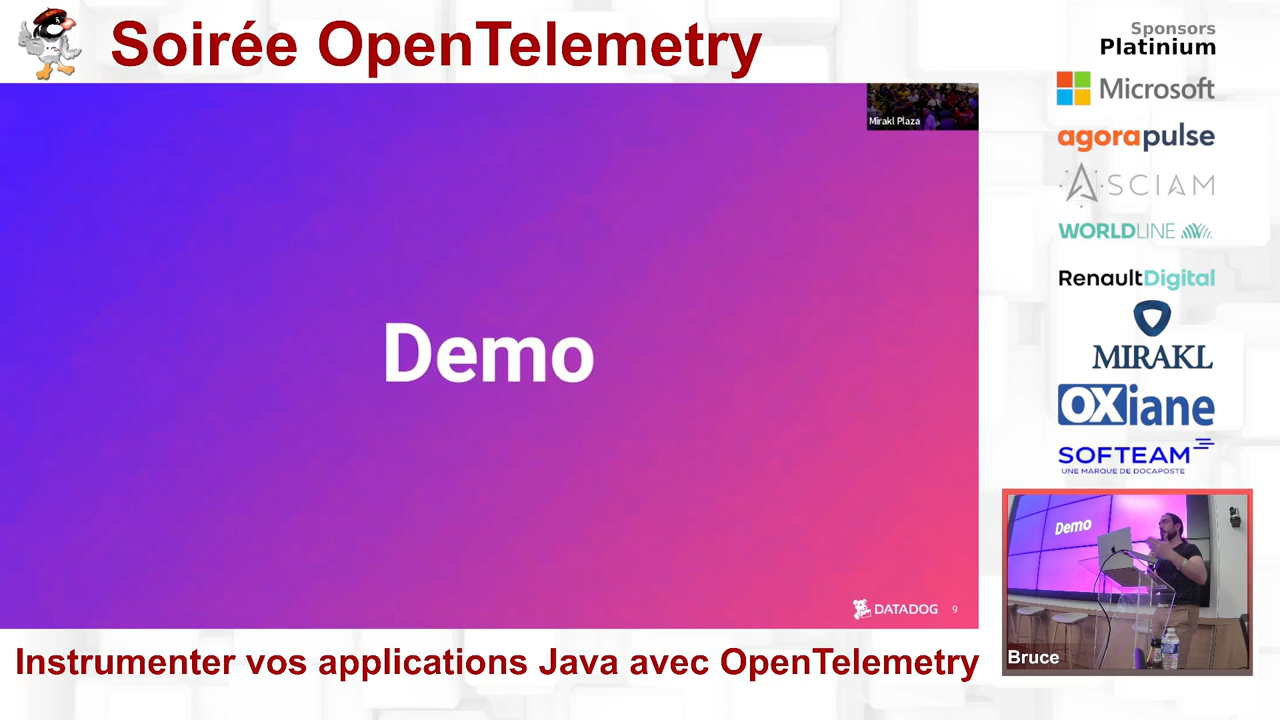 Soirée OpenTelemetry
Sponsors
Platinium
Microsoft
agorapulse
ASCIAM
WORLDLINE
RenaultDigital
MIRAKL
OXiane
SOFTEAM
UNE MARQUE DE DOCAPOSTE
Mirakl Plaza
Demo
DATADOG 9
Demo
Bruce
Instrumenter vos applications Java avec OpenTelemetry